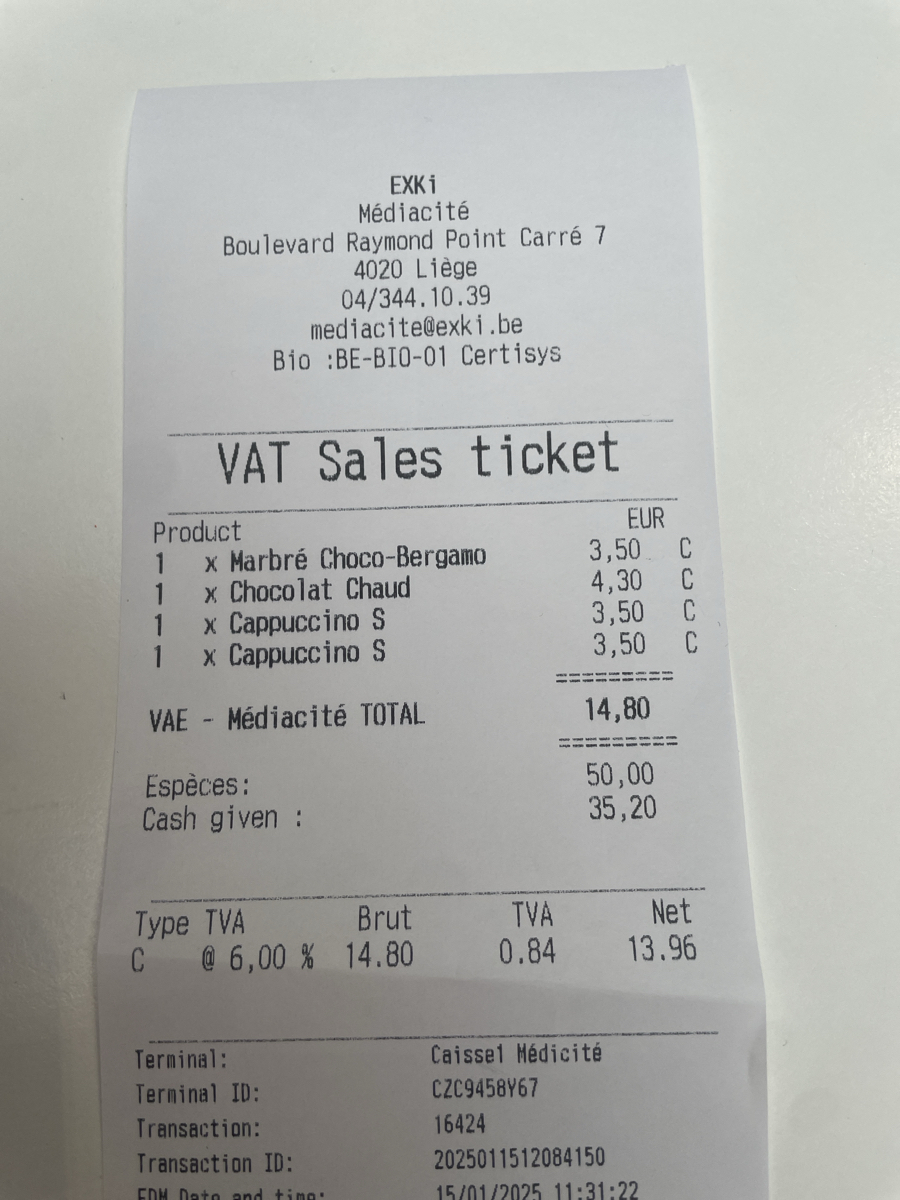 EXKi
Médiacité
Boulevard Raymond Point Carré 7
4020 Liège
04/344.10.39
mediacite@exki.be
Bio :BE-BIO-01 Certisys
VAT Sales ticket
Product EUR
1 x Marbré Choco-Bergamo 3,50 C
1 x Chocolat Chaud 4,30 C
1 x Cappuccino S 3,50 C
1 x Cappuccino S 3,50 C
=========
VAE - Médiacité TOTAL 14,80
=========
Espèces: 50,00
Cash given : 35,20
Type TVA Brut TVA Net
C @ 6,00 % 14.80 0.84 13.96
Terminal: Caisse1 Médicité
Terminal ID: CZC9458Y67
Transaction: 16424
Transaction ID: 2025011512084150
FDM Date and time: 15/01/2025 11:31:22